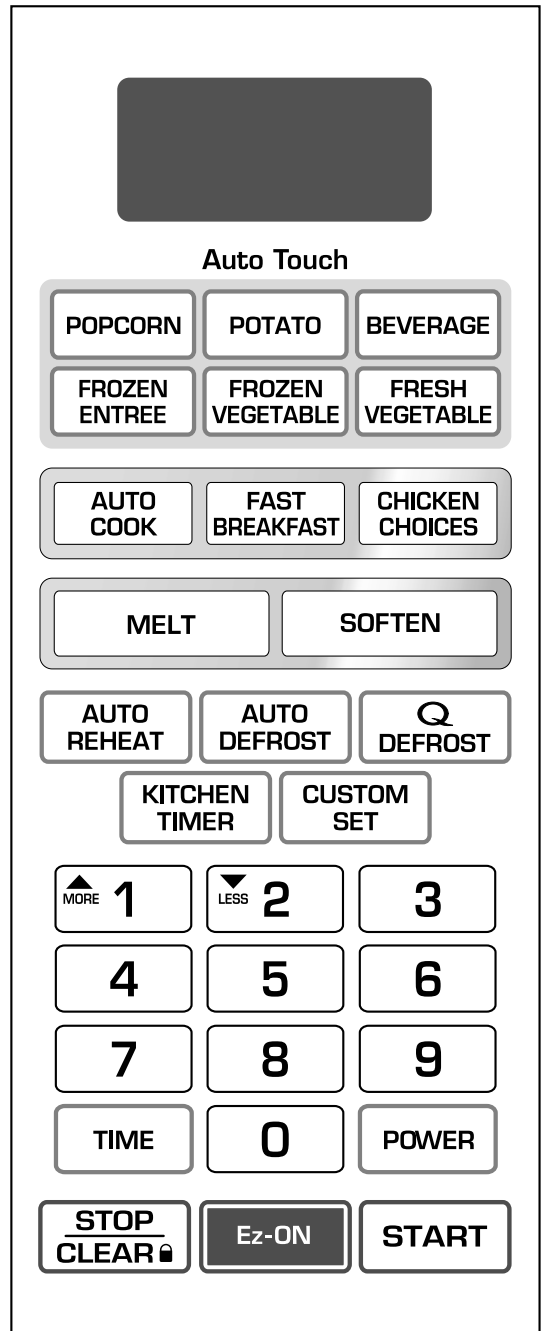 Auto Touch
POPCORN
POTATO
BEVERAGE
FROZEN
ENTREE
FROZEN
VEGETABLE
FRESH
VEGETABLE
AUTO
COOK
FAST
BREAKFAST
CHICKEN
CHOICES
MELT
SOFTEN
AUTO
REHEAT
AUTO
DEFROST
Q
DEFROST
KITCHEN
TIMER
CUSTOM
SET
MORE 1
LESS 2
3
4
5
6
7
8
9
TIME
0
POWER
STOP
CLEAR
Ez-ON
START